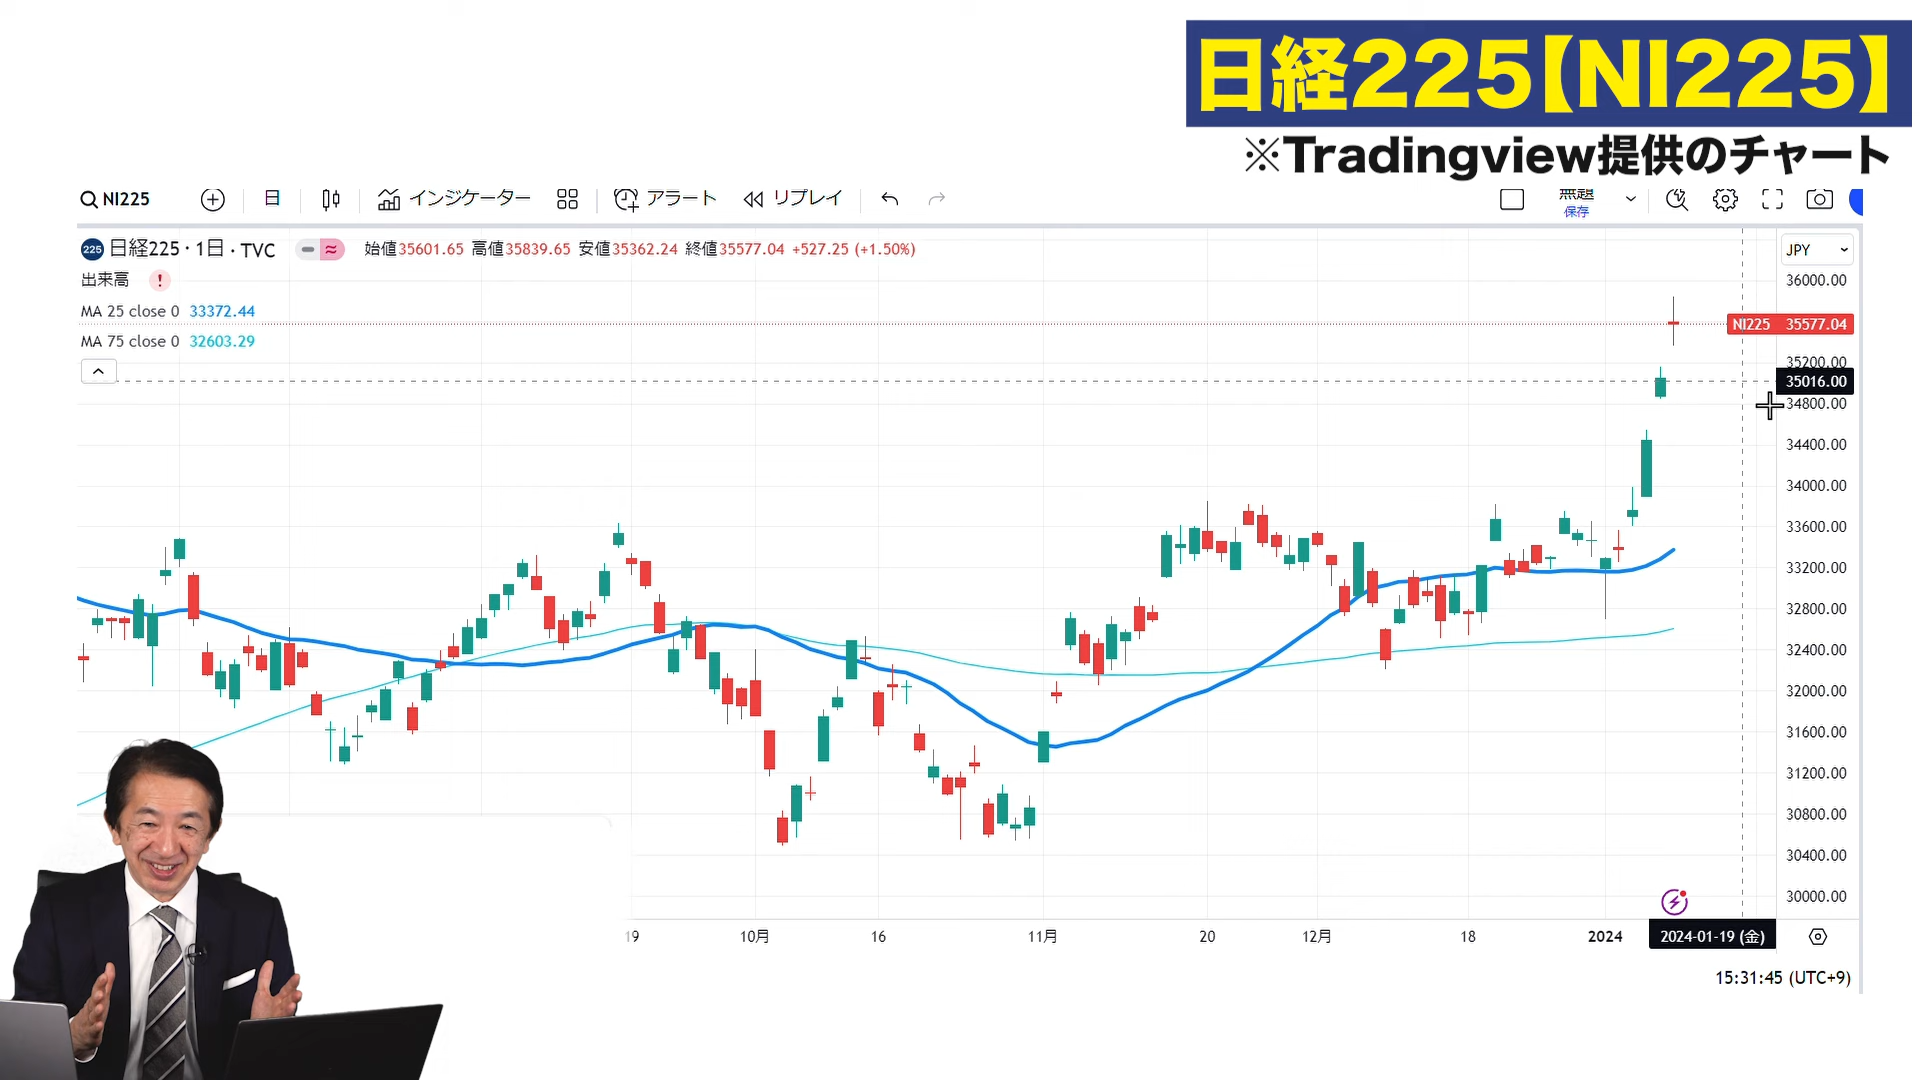 日経225【NI225】
※Tradingview提供のチャート
NI225
日
インジケーター
アラート
リプレイ
無題
保存
225 日経225・1日・TVC
始値35601.65 高値35839.65 安値35362.24 終値35577.04 +527.25 (+1.50%)
JPY
出来高 !
MA 25 close 0 33372.44
MA 75 close 0 32603.29
36000.00
NI225 35577.04
35200.00
35016.00
34800.00
34400.00
34000.00
33600.00
33200.00
32800.00
32400.00
32000.00
31600.00
31200.00
30800.00
30400.00
30000.00
19 10月 16 11月 20 12月 18 2024 2024-01-19 (金)
15:31:45 (UTC+9)